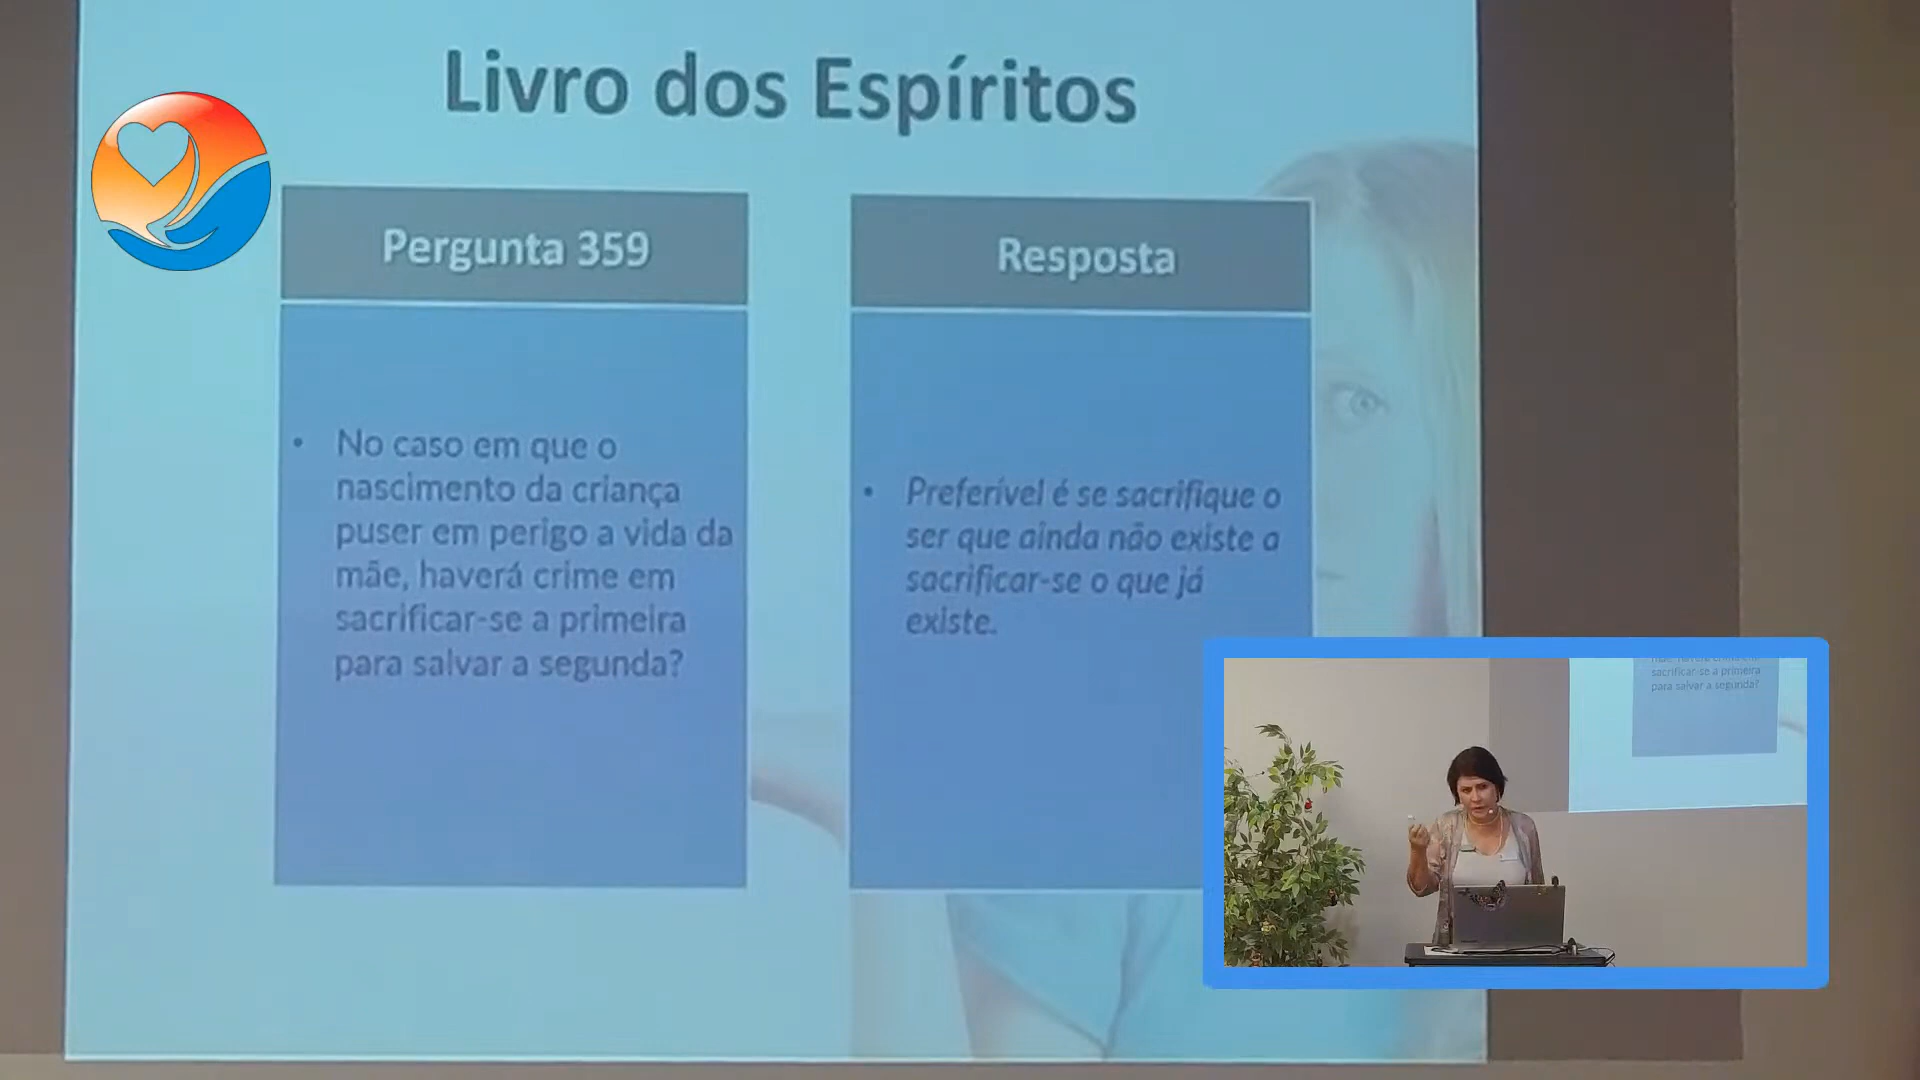 Livro dos Espíritos
Pergunta 359
No caso em que o
nascimento da criança
puser em perigo a vida da
mãe, haverá crime em
sacrificar-se a primeira
para salvar a segunda?
Resposta
Preferível é se sacrifique o
ser que ainda não existe a
sacrificar-se o que já
existe.
sacrificar-se a primeira
para salvar a segunda?